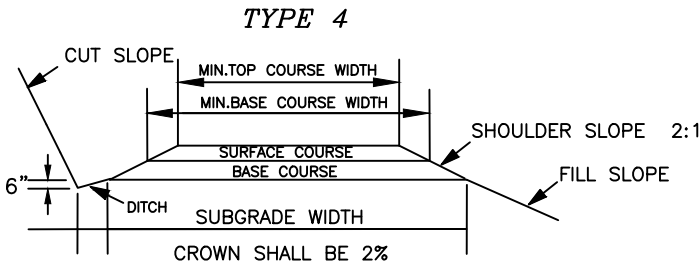 TYPE 4
CUT SLOPE
MIN.TOP COURSE WIDTH
MIN.BASE COURSE WIDTH
SHOULDER SLOPE 2:1
SURFACE COURSE
BASE COURSE
FILL SLOPE
6"
DITCH
SUBGRADE WIDTH
CROWN SHALL BE 2%